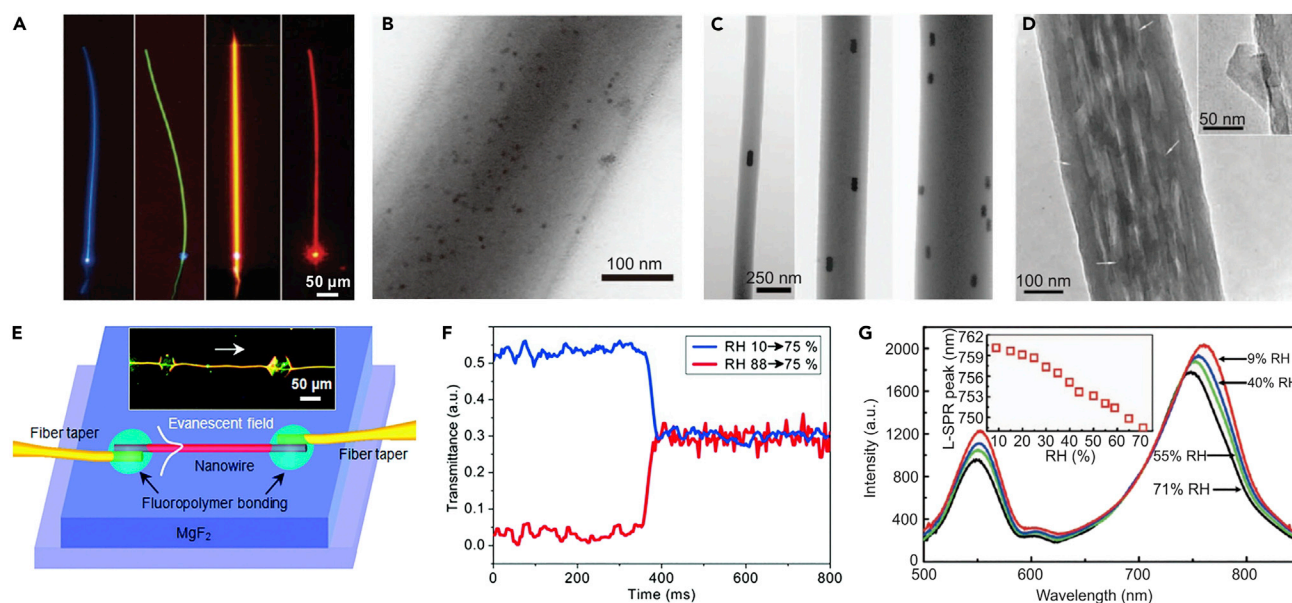 A
50 µm
B
100 nm
C
250 nm
D
50 nm
100 nm
E
50 µm
Evanescent field
Fiber taper
Fiber taper
Nanowire
Fluoropolymer bonding
MgF₂
F
RH 10→75 %
RH 88→75 %
Transmittance (a.u.)
0.5
0.4
0.3
0.2
0.1
0.0
0
200
400
600
800
Time (ms)
G
Intensity (a.u.)
2000
1600
1200
800
400
0
L-SPR peak (nm)
762
759
756
753
750
10 20 30 40 50 60 70
RH (%)
9% RH
40% RH
55% RH
71% RH
500
600
700
800
Wavelength (nm)